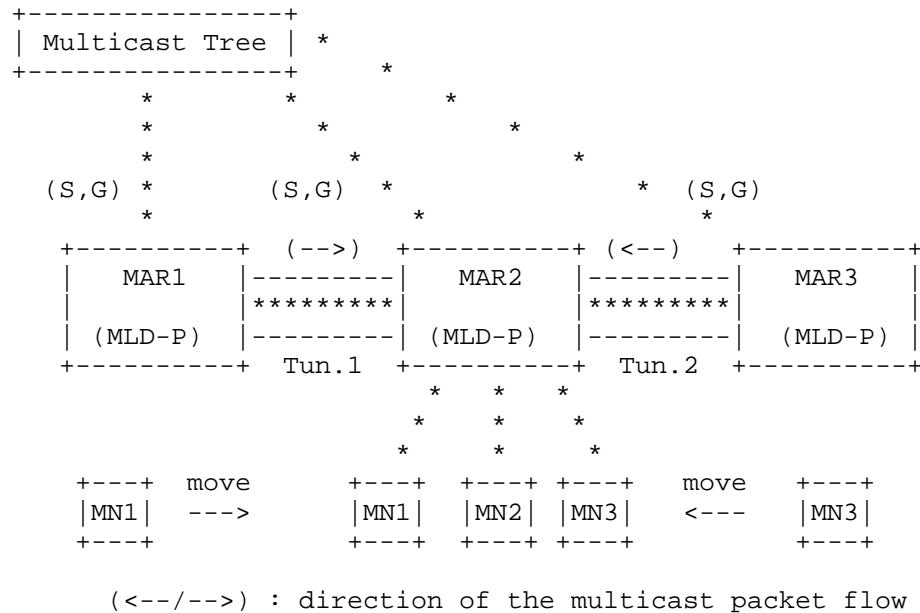 Multicast Tree
(S,G) (S,G) (S,G)
(-->) (<--)
MAR1 MAR2 MAR3
(MLD-P) (MLD-P) (MLD-P)
Tun.1 Tun.2
move move
MN1 ---> MN1 MN2 MN3 <--- MN3
(<--/-->) : direction of the multicast packet flow